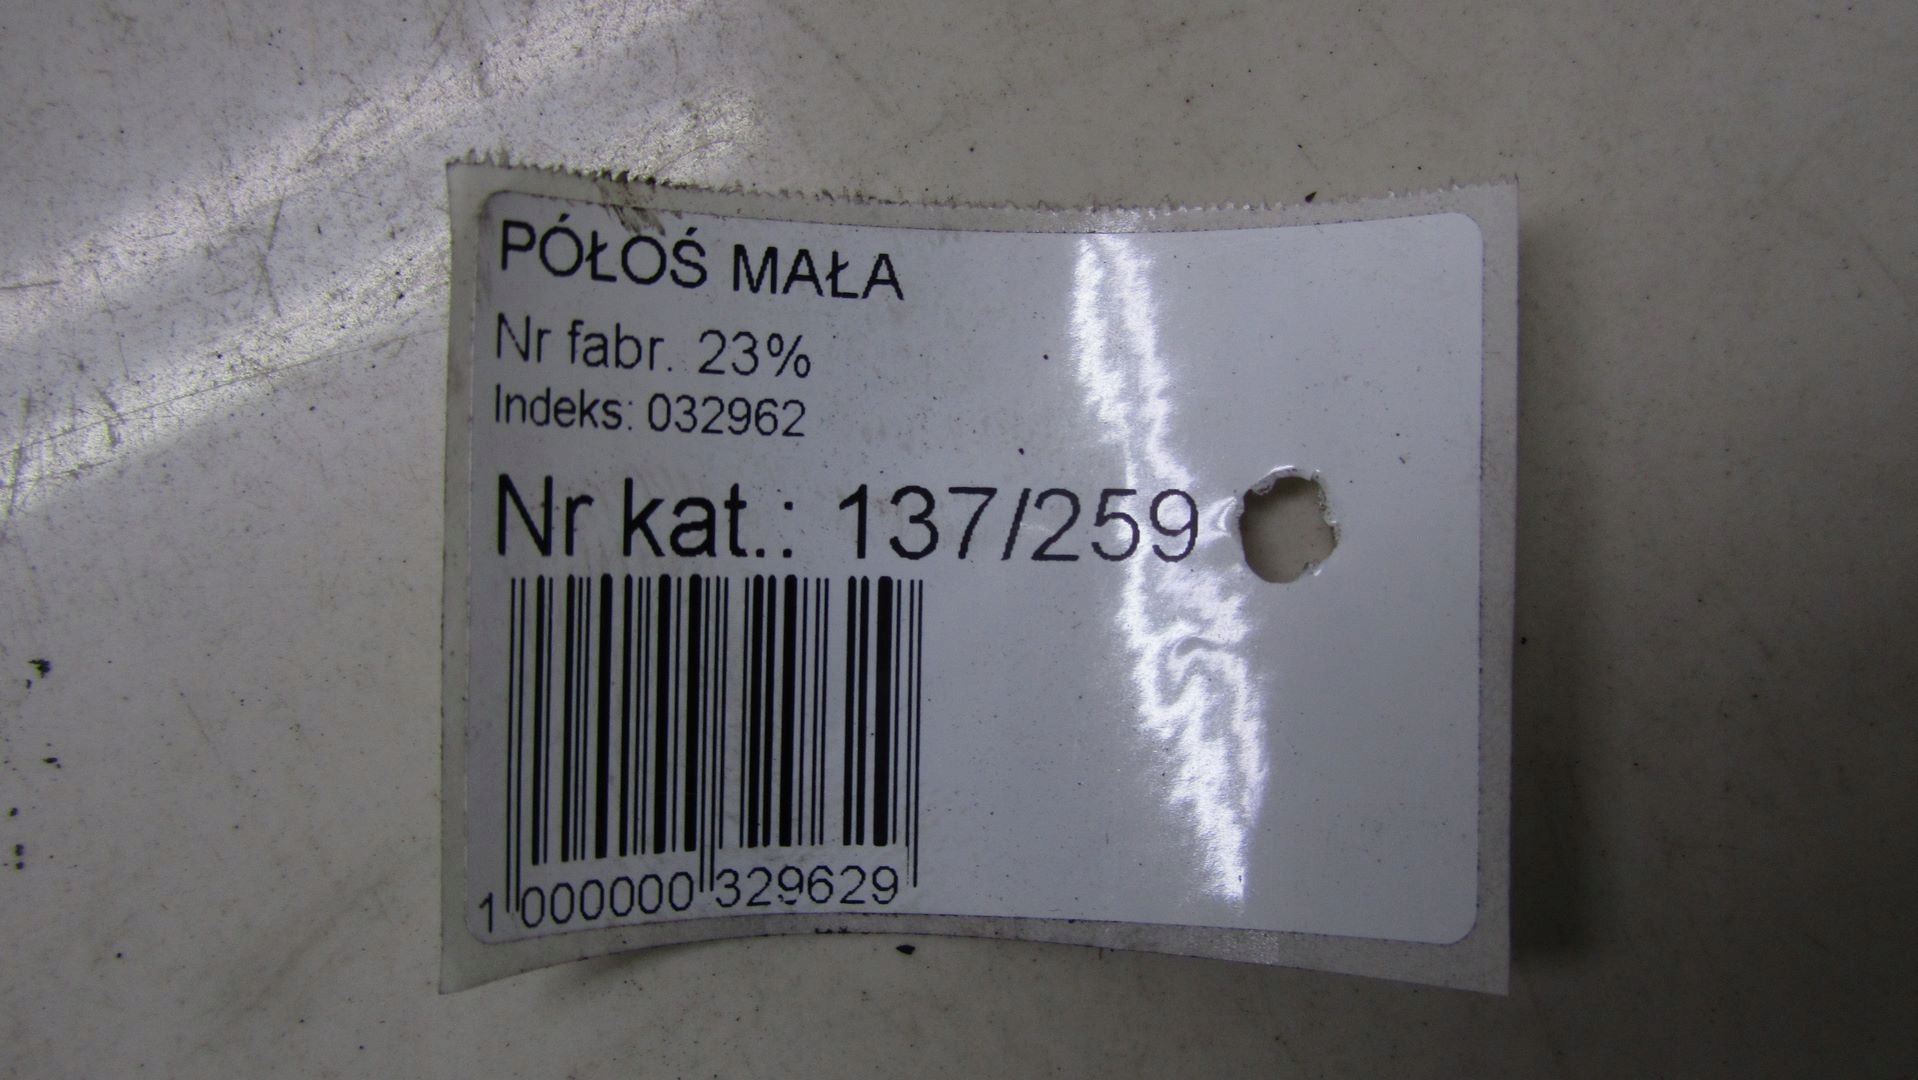 PÓŁOŚ MAŁA
Nr fabr. 23%
Indeks: 032962
Nr kat.: 137/259
1 000000 329629